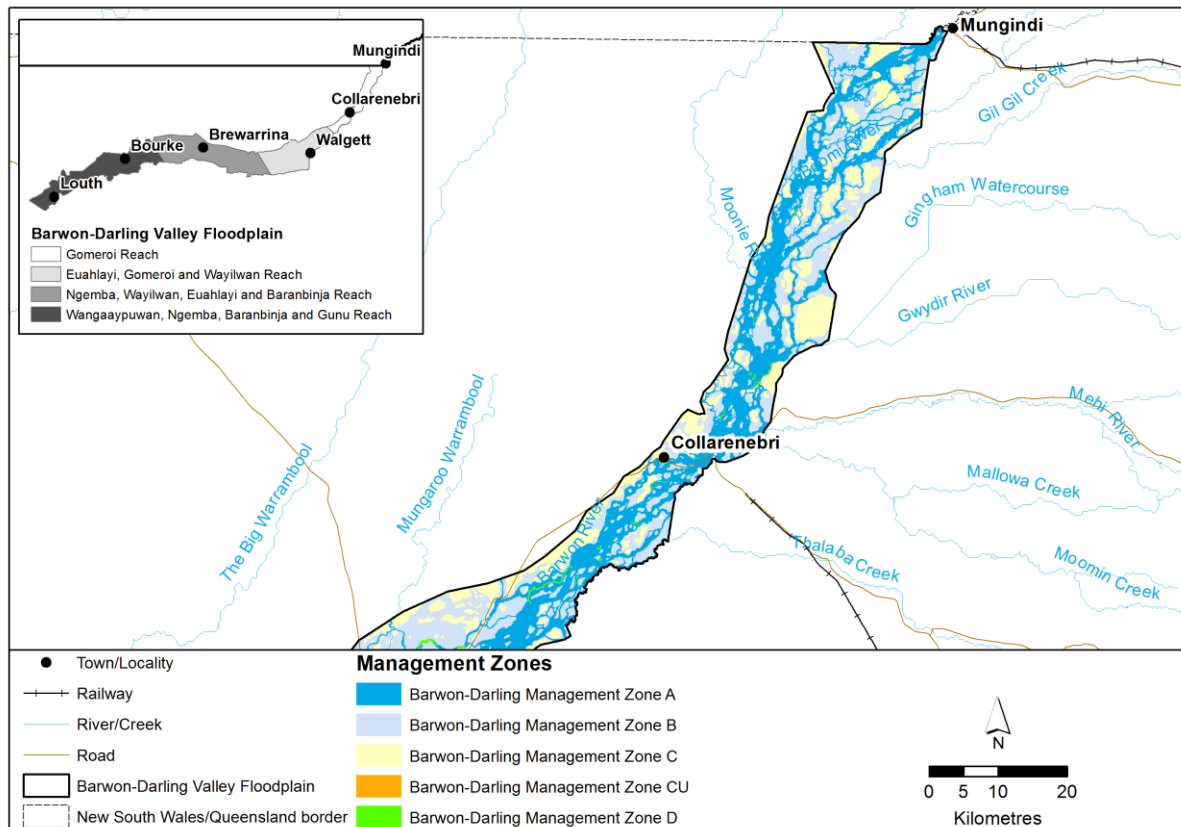 Mungindi
Collarenebri
Walgett
Brewarrina
Bourke
Louth
Barwon-Darling Valley Floodplain
Gomeroi Reach
Euahlayi, Gomeroi and Wayilwan Reach
Ngemba, Wayilwan, Euahlayi and Baranbinja Reach
Wangaaypuwan, Ngemba, Baranbinja and Gunu Reach
Mungindi
Gil Gil Creek
Boomi River
Moonie
Gingham Watercourse
Gwydir River
Mehi River
Collarenebri
Mallowa Creek
Mungaroo Warrambool
The Big Warrambool
Barwon River
Thalaba Creek
Moomin Creek
Town/Locality
Railway
River/Creek
Road
Barwon-Darling Valley Floodplain
New South Wales/Queensland border
Management Zones
Barwon-Darling Management Zone A
Barwon-Darling Management Zone B
Barwon-Darling Management Zone C
Barwon-Darling Management Zone CU
Barwon-Darling Management Zone D
N
0 5 10 20
Kilometres